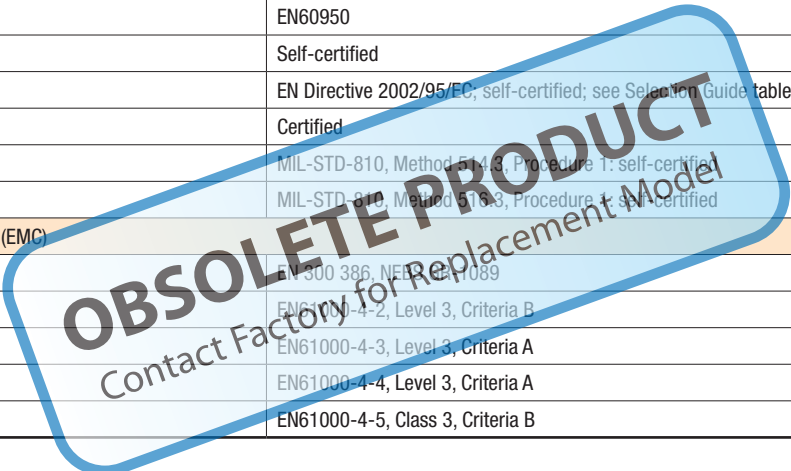 EN60950
Self-certified
EN Directive 2002/95/EC; self-certified; see Selection Guide table
Certified
MIL-STD-810, Method 514.3, Procedure 1: self-certified
MIL-STD-810, Method 516.3, Procedure 1: self-certified
(EMC)
EN 300 386, NEBS GR-1089
EN61000-4-2, Level 3, Criteria B
EN61000-4-3, Level 3, Criteria A
EN61000-4-4, Level 3, Criteria A
EN61000-4-5, Class 3, Criteria B
OBSOLETE PRODUCT
Contact Factory for Replacement Model